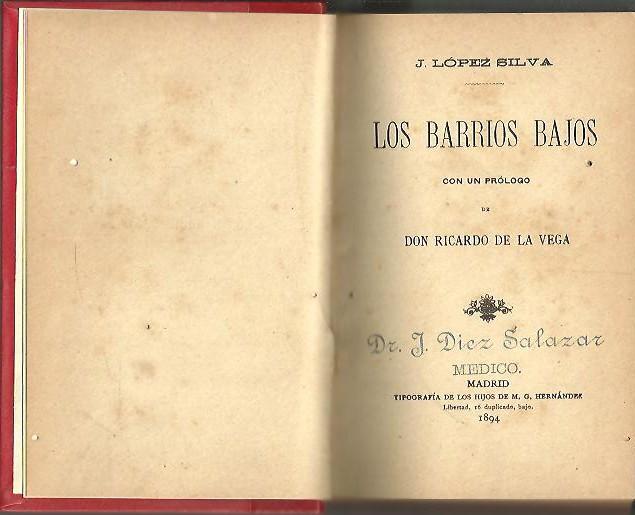 J. LÓPEZ SILVA
LOS BARRIOS BAJOS
CON UN PRÓLOGO
DE
DON RICARDO DE LA VEGA
Dr. J. Diez Salazar
MEDICO.
MADRID
TIPOGRAFÍA DE LOS HIJOS DE M. G. HERNÁNDEZ
Libertad, 16 duplicado, bajo.
1894